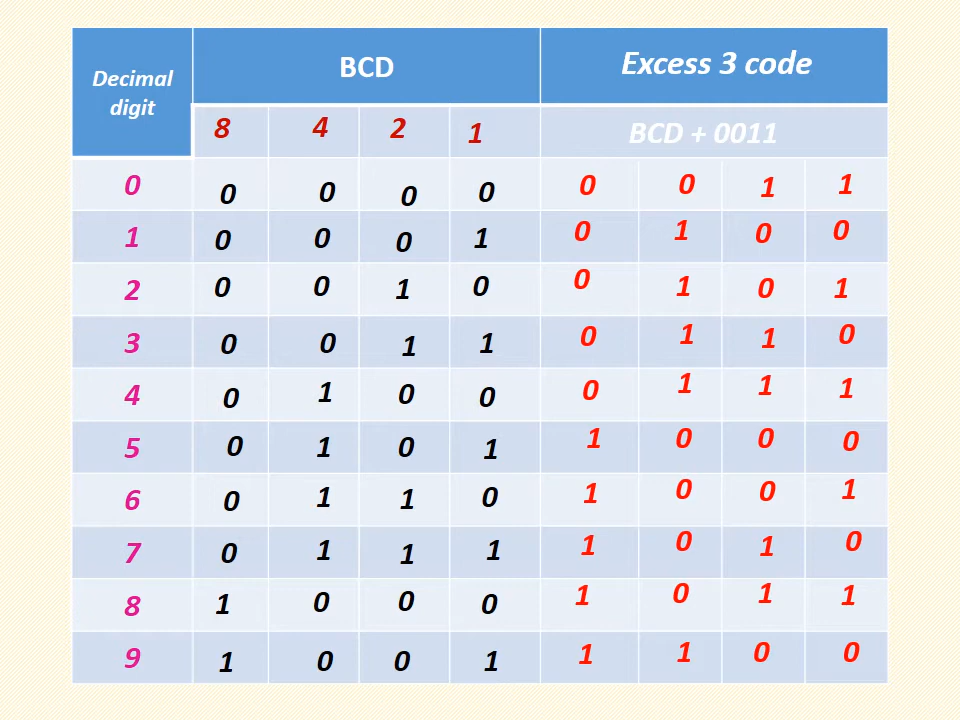 Decimal digit BCD Excess 3 code
8 4 2 1 BCD + 0011
0 0 0 0 0 0 0 1 1
1 0 0 0 1 0 1 0 0
2 0 0 1 0 0 1 0 1
3 0 0 1 1 0 1 1 0
4 0 1 0 0 0 1 1 1
5 0 1 0 1 1 0 0 0
6 0 1 1 0 1 0 0 1
7 0 1 1 1 1 0 1 0
8 1 0 0 0 1 0 1 1
9 1 0 0 1 1 1 0 0